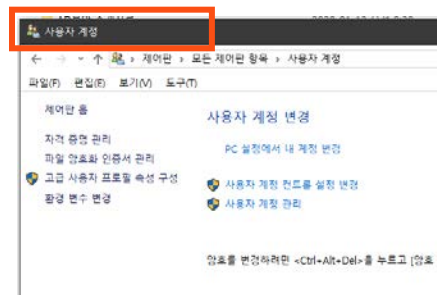 사용자 계정
제어판 › 모든 제어판 항목 › 사용자 계정
파일(F) 편집(E) 보기(V) 도구(T)
제어판 홈
자격 증명 관리
파일 암호화 인증서 관리
고급 사용자 프로필 속성 구성
환경 변수 변경
사용자 계정 변경
PC 설정에서 내 계정 변경
사용자 계정 컨트롤 설정 변경
사용자 계정 관리
암호를 변경하려면 <Ctrl+Alt+Del>을 누르고 [암호